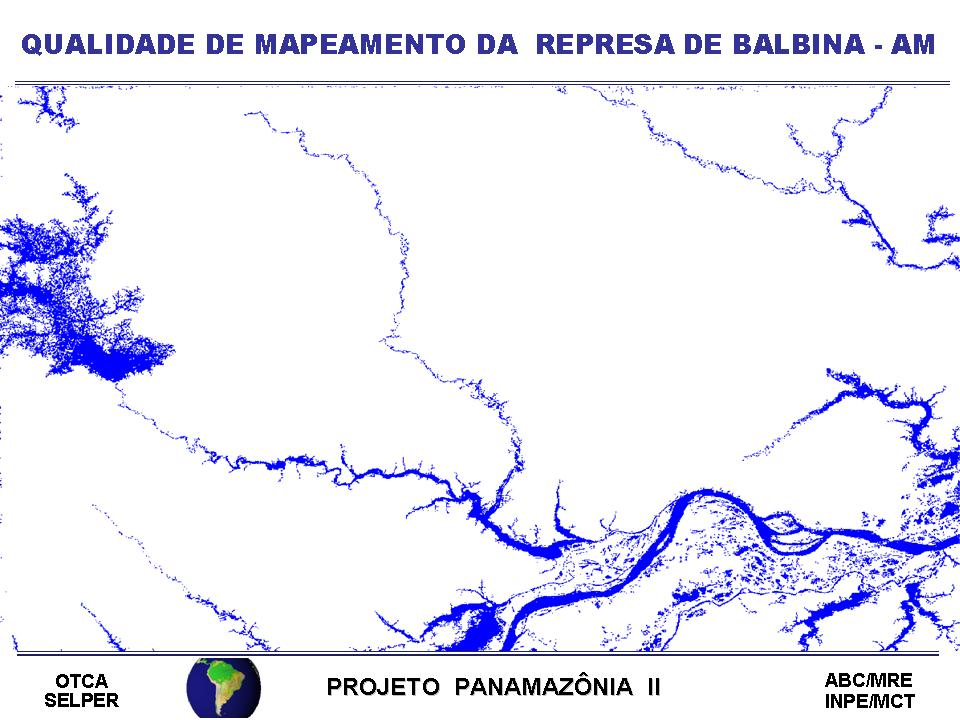 QUALIDADE DE MAPEAMENTO DA REPRESA DE BALBINA - AM
OTCA
SELPER
PROJETO PANAMAZÔNIA II
ABC/MRE
INPE/MCT